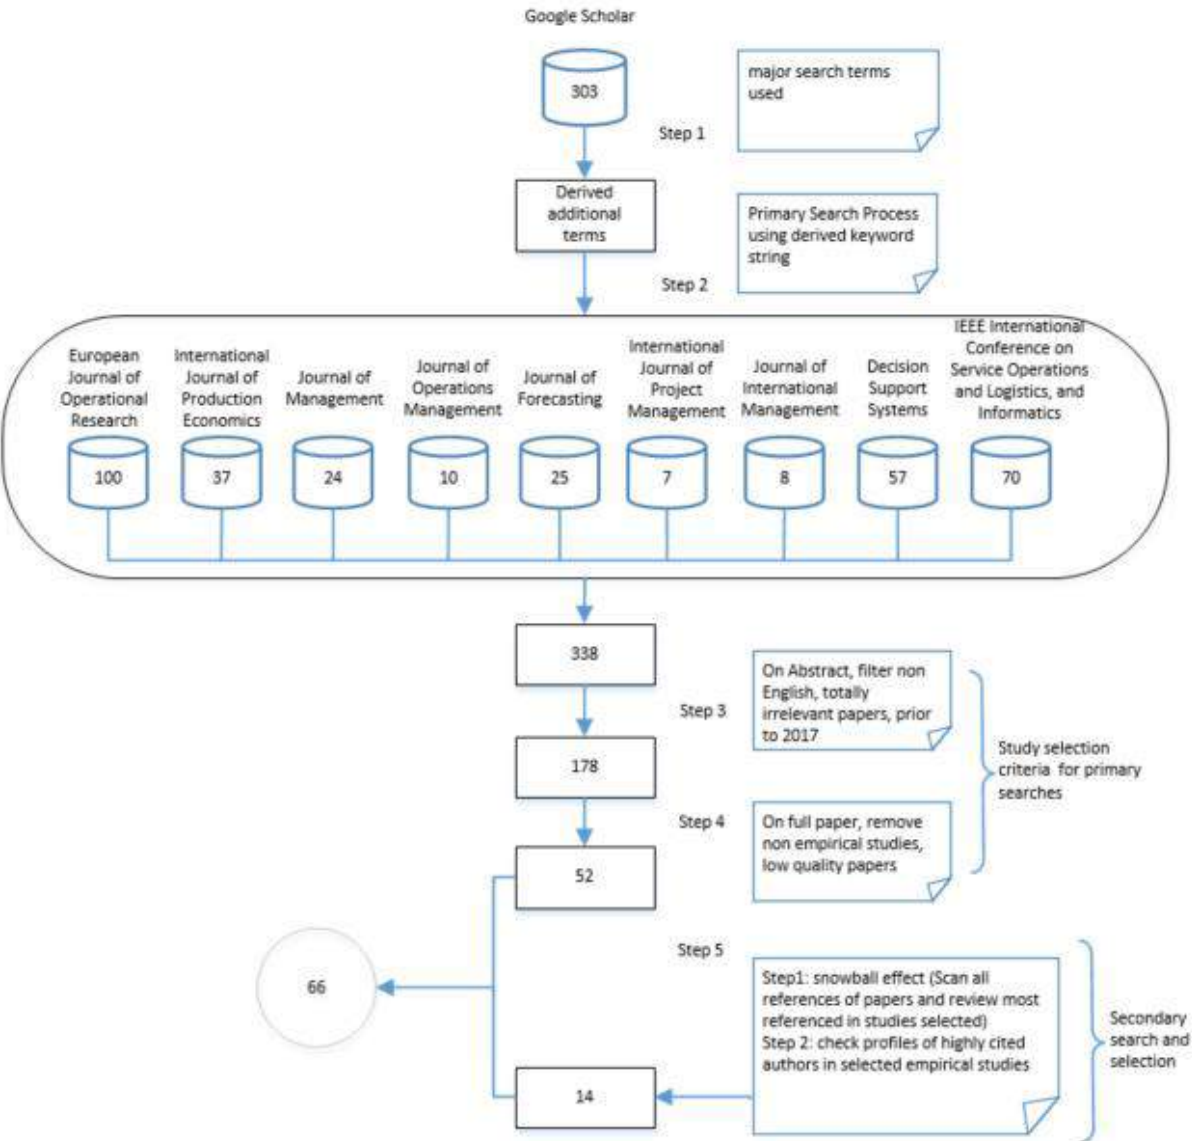 Google Scholar
303
major search terms
used
Step 1
Derived
additional
terms
Primary Search Process
using derived keyword
string
Step 2
European
Journal of
Operational
Research
International
Journal of
Production
Economics
Journal of
Management
Journal of
Operations
Management
Journal of
Forecasting
International
Journal of
Project
Management
Journal of
International
Management
Decision
Support
Systems
IEEE International
Conference on
Service Operations
and Logistics, and
Informatics
100
37
24
10
25
7
8
57
70
338
Step 3
On Abstract, filter non
English, totally
irrelevant papers, prior
to 2017
178
Study selection
criteria for primary
searches
Step 4
On full paper, remove
non empirical studies,
low quality papers
52
Step 5
66
Step1: snowball effect (Scan all
references of papers and review most
referenced in studies selected)
Step 2: check profiles of highly cited
authors in selected empirical studies
Secondary
search and
selection
14